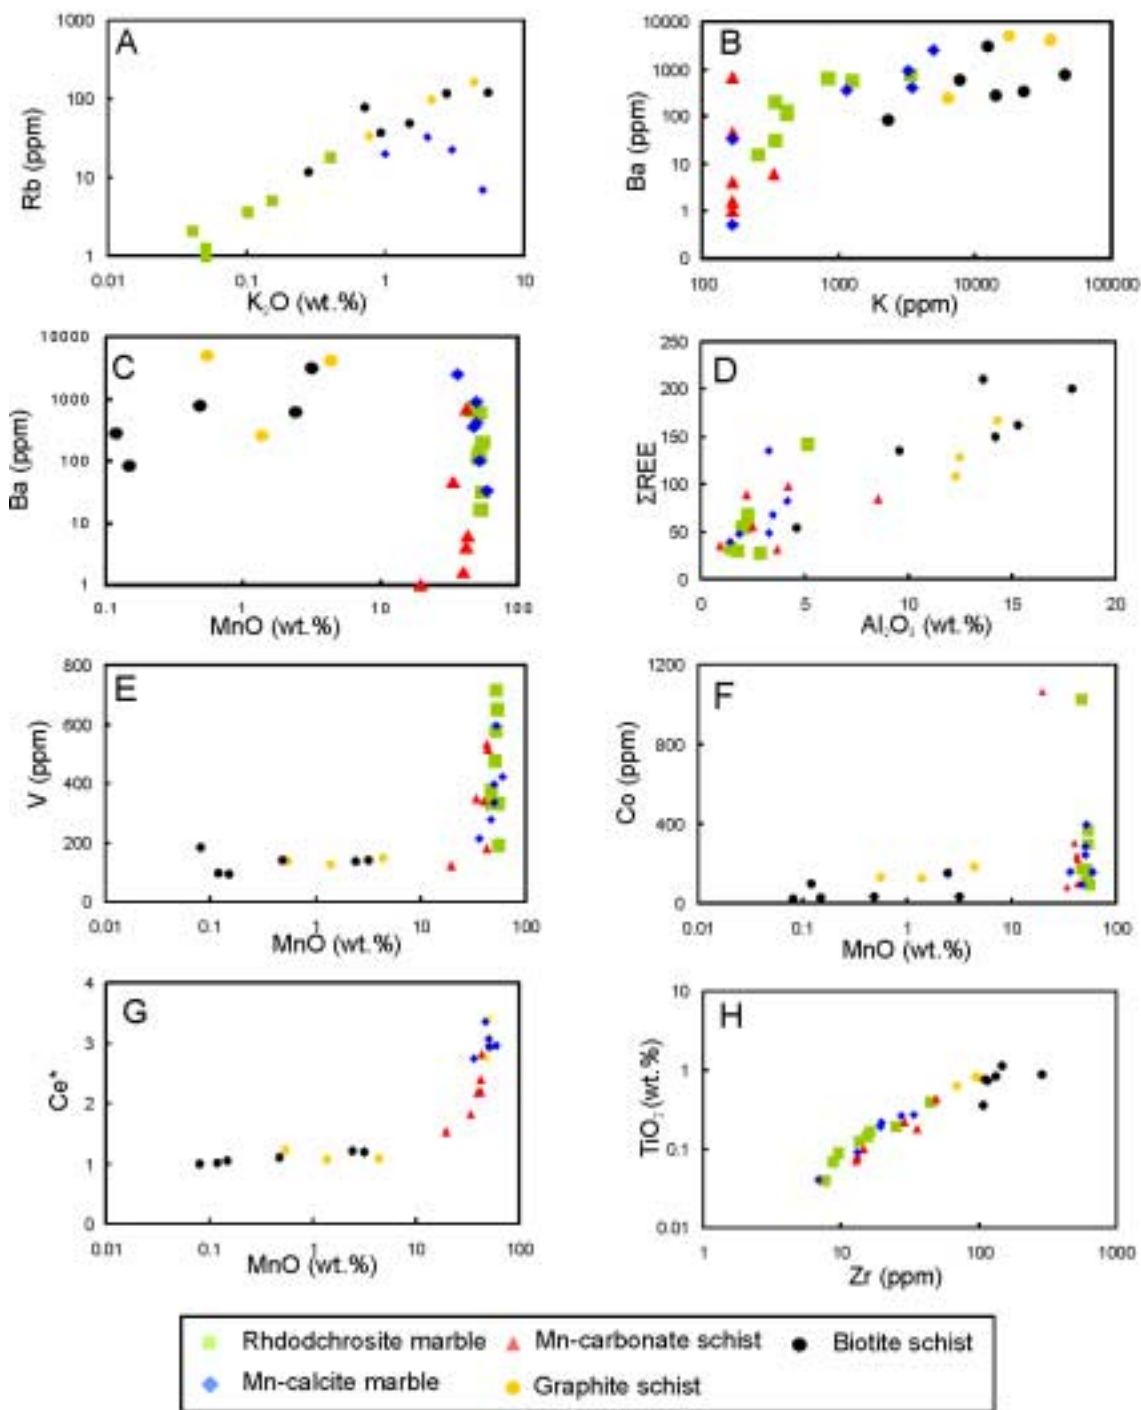 A
1000
100
10
1
Rb (ppm)
0.01 0.1 1 10
K2O (wt.%)
B
10000
1000
100
10
1
0
Ba (ppm)
100 1000 10000 100000
K (ppm)
C
10000
1000
100
10
1
Ba (ppm)
0.1 1 10 100
MnO (wt.%)
D
250
200
150
100
50
0
ΣREE
0 5 10 15 20
Al2O3 (wt.%)
E
800
600
400
200
0
V (ppm)
0.01 0.1 1 10 100
MnO (wt.%)
F
1200
800
400
0
Co (ppm)
0.01 0.1 1 10 100
MnO (wt.%)
G
4
3
2
1
0
Ce*
0.01 0.1 1 10 100
MnO (wt.%)
H
10
1
0.1
0.01
TiO2 (wt.%)
1 10 100 1000
Zr (ppm)
Rhdodchrosite marble Mn-carbonate schist Biotite schist
Mn-calcite marble Graphite schist